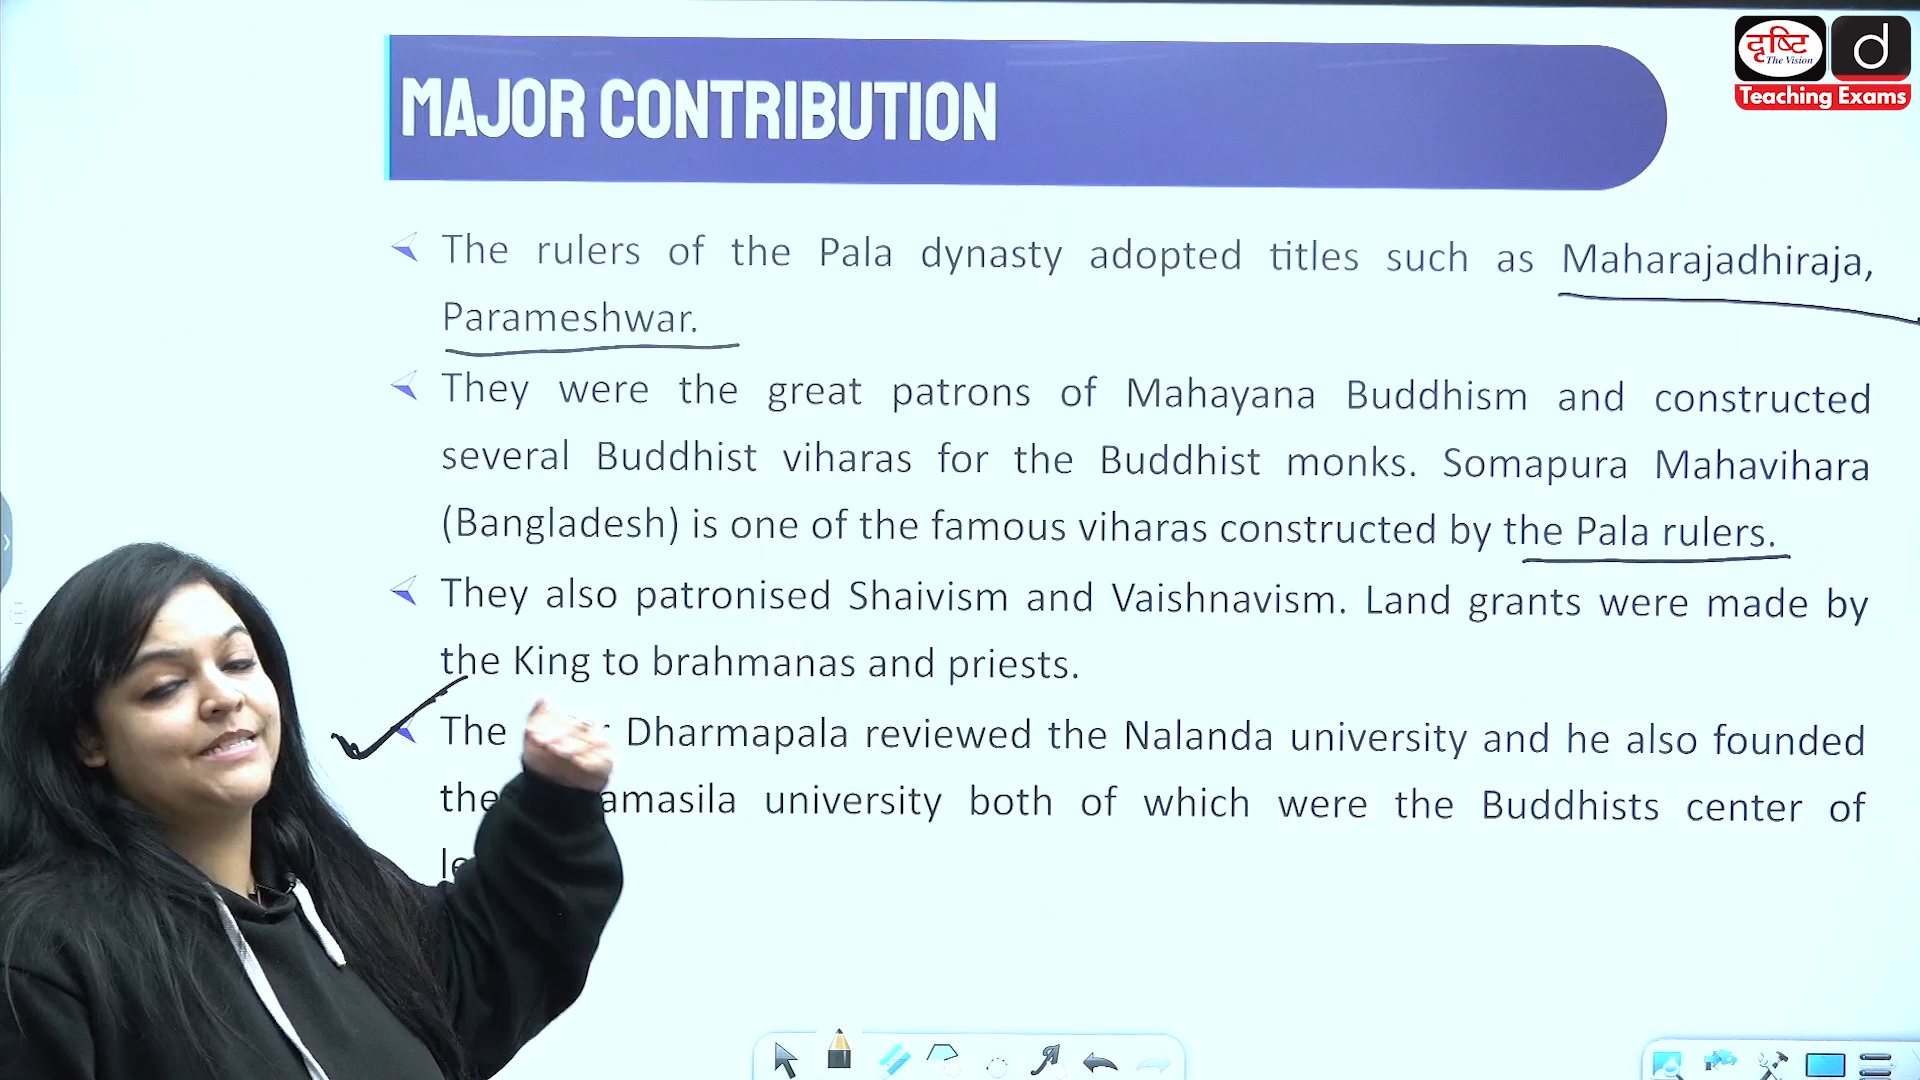 दृष्टि
The Vision
d
Teaching Exams
MAJOR CONTRIBUTION
The rulers of the Pala dynasty adopted titles such as Maharajadhiraja,
Parameshwar.
They were the great patrons of Mahayana Buddhism and constructed
several Buddhist viharas for the Buddhist monks. Somapura Mahavihara
(Bangladesh) is one of the famous viharas constructed by the Pala rulers.
They also patronised Shaivism and Vaishnavism. Land grants were made by
the King to brahmanas and priests.
The Dharmapala reviewed the Nalanda university and he also founded
the university both of which were the Buddhists center of